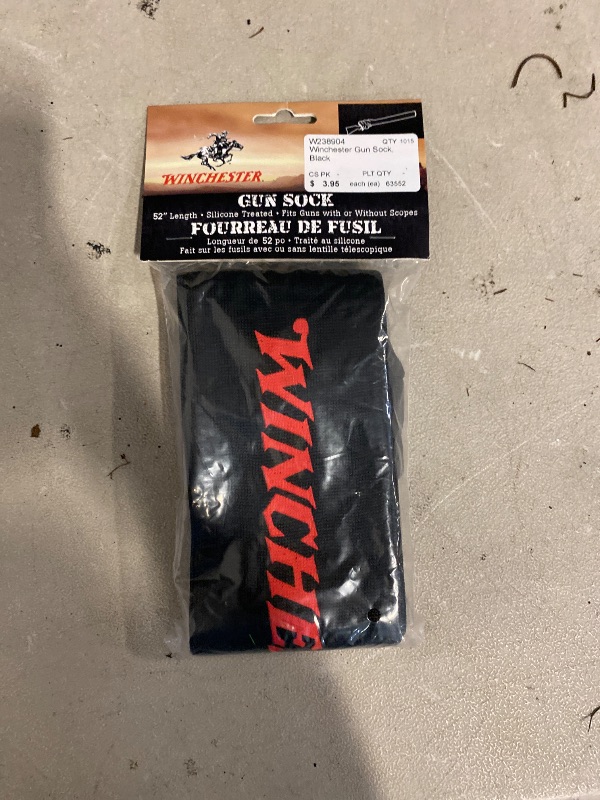 W238904 QTY 1015
Winchester Gun Sock,
Black
CS PK - PLT QTY -
$ 3.95 each (ea) 63552
WINCHESTER
GUN SOCK
52" Length • Silicone Treated • Fits Guns with or Without Scopes
FOURREAU DE FUSIL
Longueur de 52 po • Traité au silicone
Fait sur les fusils avec ou sans lentille télescopique
WINCHE